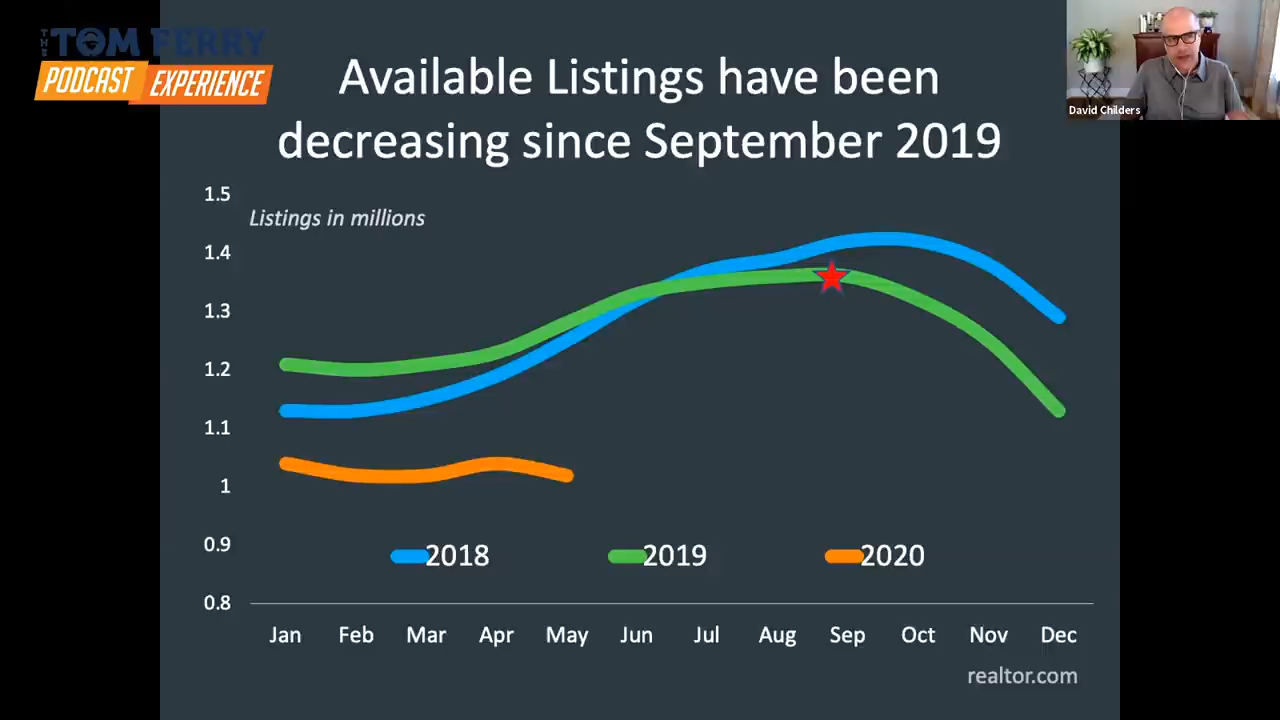 THE TOM FERRY
PODCAST EXPERIENCE
David Childers
Available Listings have been
decreasing since September 2019
Listings in millions
1.5
1.4
1.3
1.2
1.1
1
0.9
0.8
2018 2019 2020
Jan Feb Mar Apr May Jun Jul Aug Sep Oct Nov Dec
realtor.com